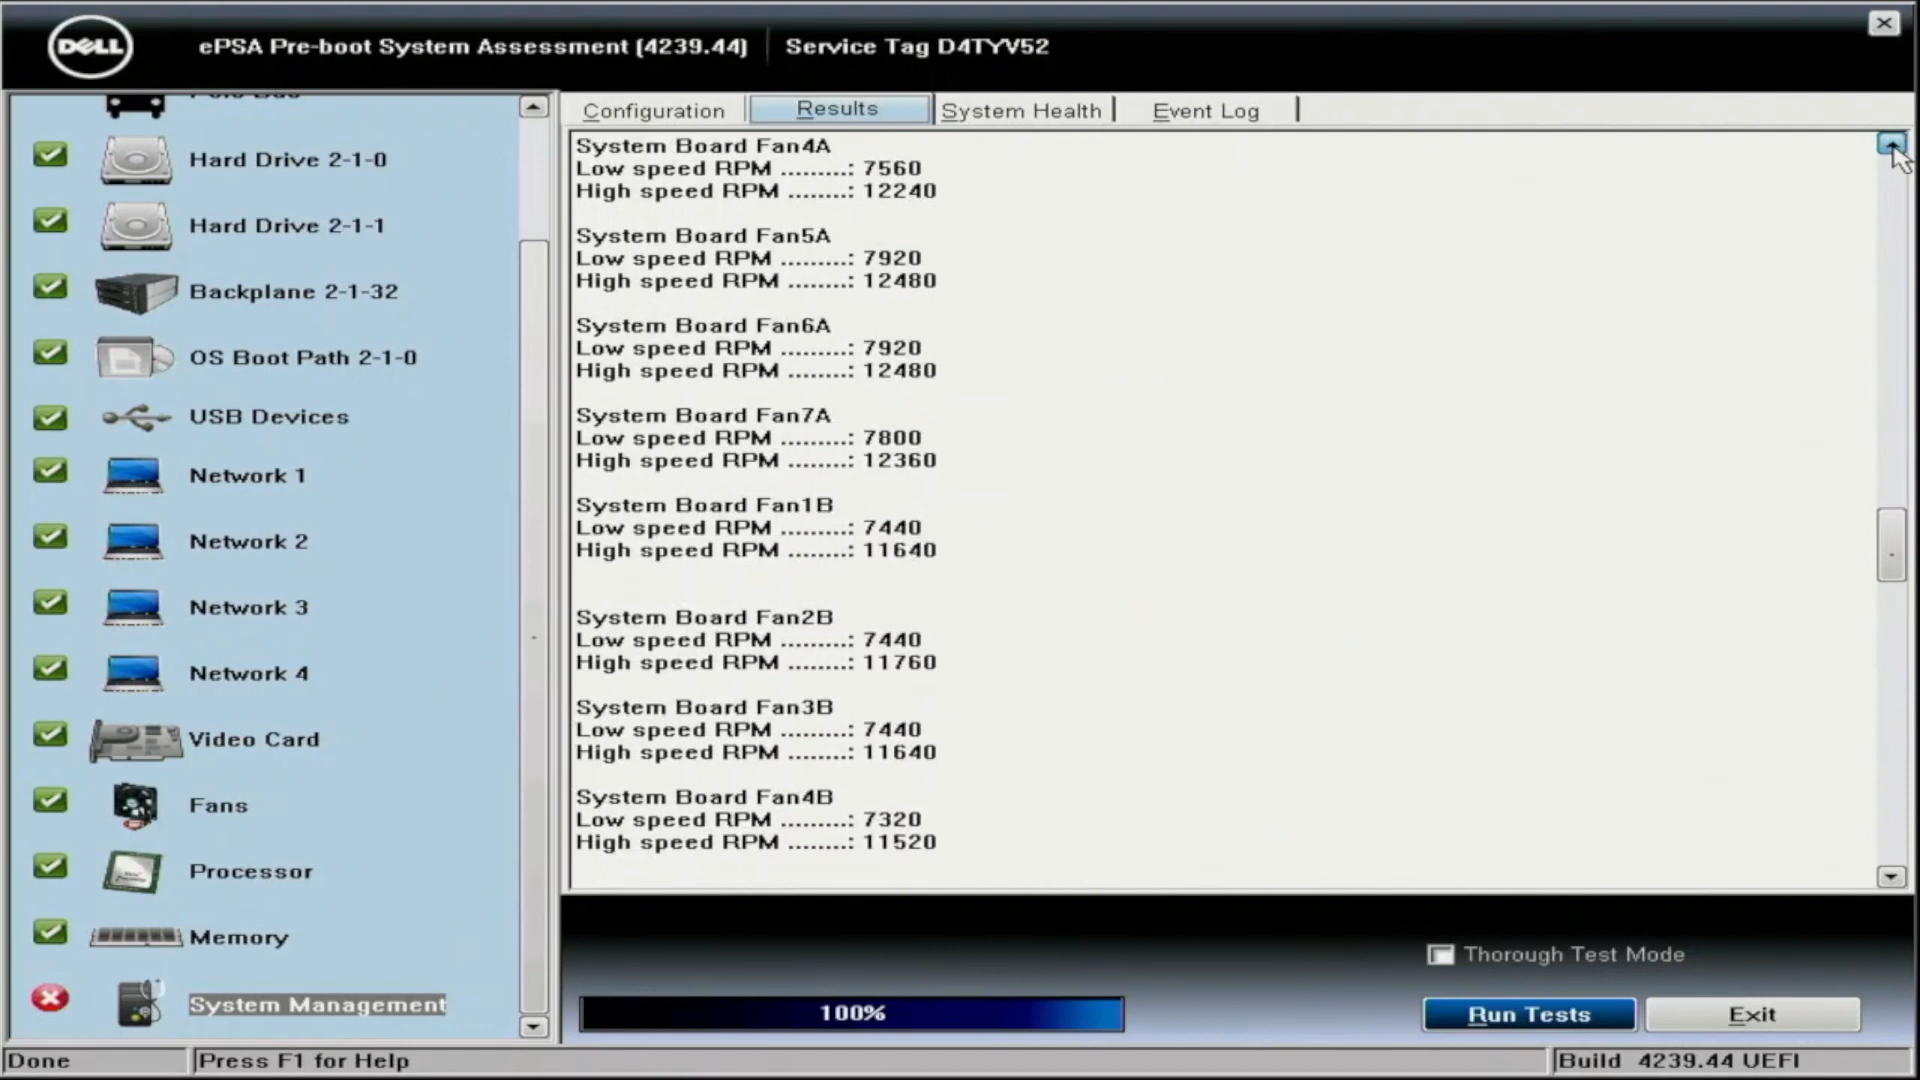 DELL
ePSA Pre-boot System Assessment (4239.44)
Service Tag D4TYV52
Hard Drive 2-1-0
Hard Drive 2-1-1
Backplane 2-1-32
OS Boot Path 2-1-0
USB Devices
Network 1
Network 2
Network 3
Network 4
Video Card
Fans
Processor
Memory
System Management
Configuration
Results
System Health
Event Log
System Board Fan4A
Low speed RPM .........: 7560
High speed RPM ........: 12240
System Board Fan5A
Low speed RPM .........: 7920
High speed RPM ........: 12480
System Board Fan6A
Low speed RPM .........: 7920
High speed RPM ........: 12480
System Board Fan7A
Low speed RPM .........: 7800
High speed RPM ........: 12360
System Board Fan1B
Low speed RPM .........: 7440
High speed RPM ........: 11640
System Board Fan2B
Low speed RPM .........: 7440
High speed RPM ........: 11760
System Board Fan3B
Low speed RPM .........: 7440
High speed RPM ........: 11640
System Board Fan4B
Low speed RPM .........: 7320
High speed RPM ........: 11520
Thorough Test Mode
100%
Run Tests
Exit
Done
Press F1 for Help
Build 4239.44 UEFI